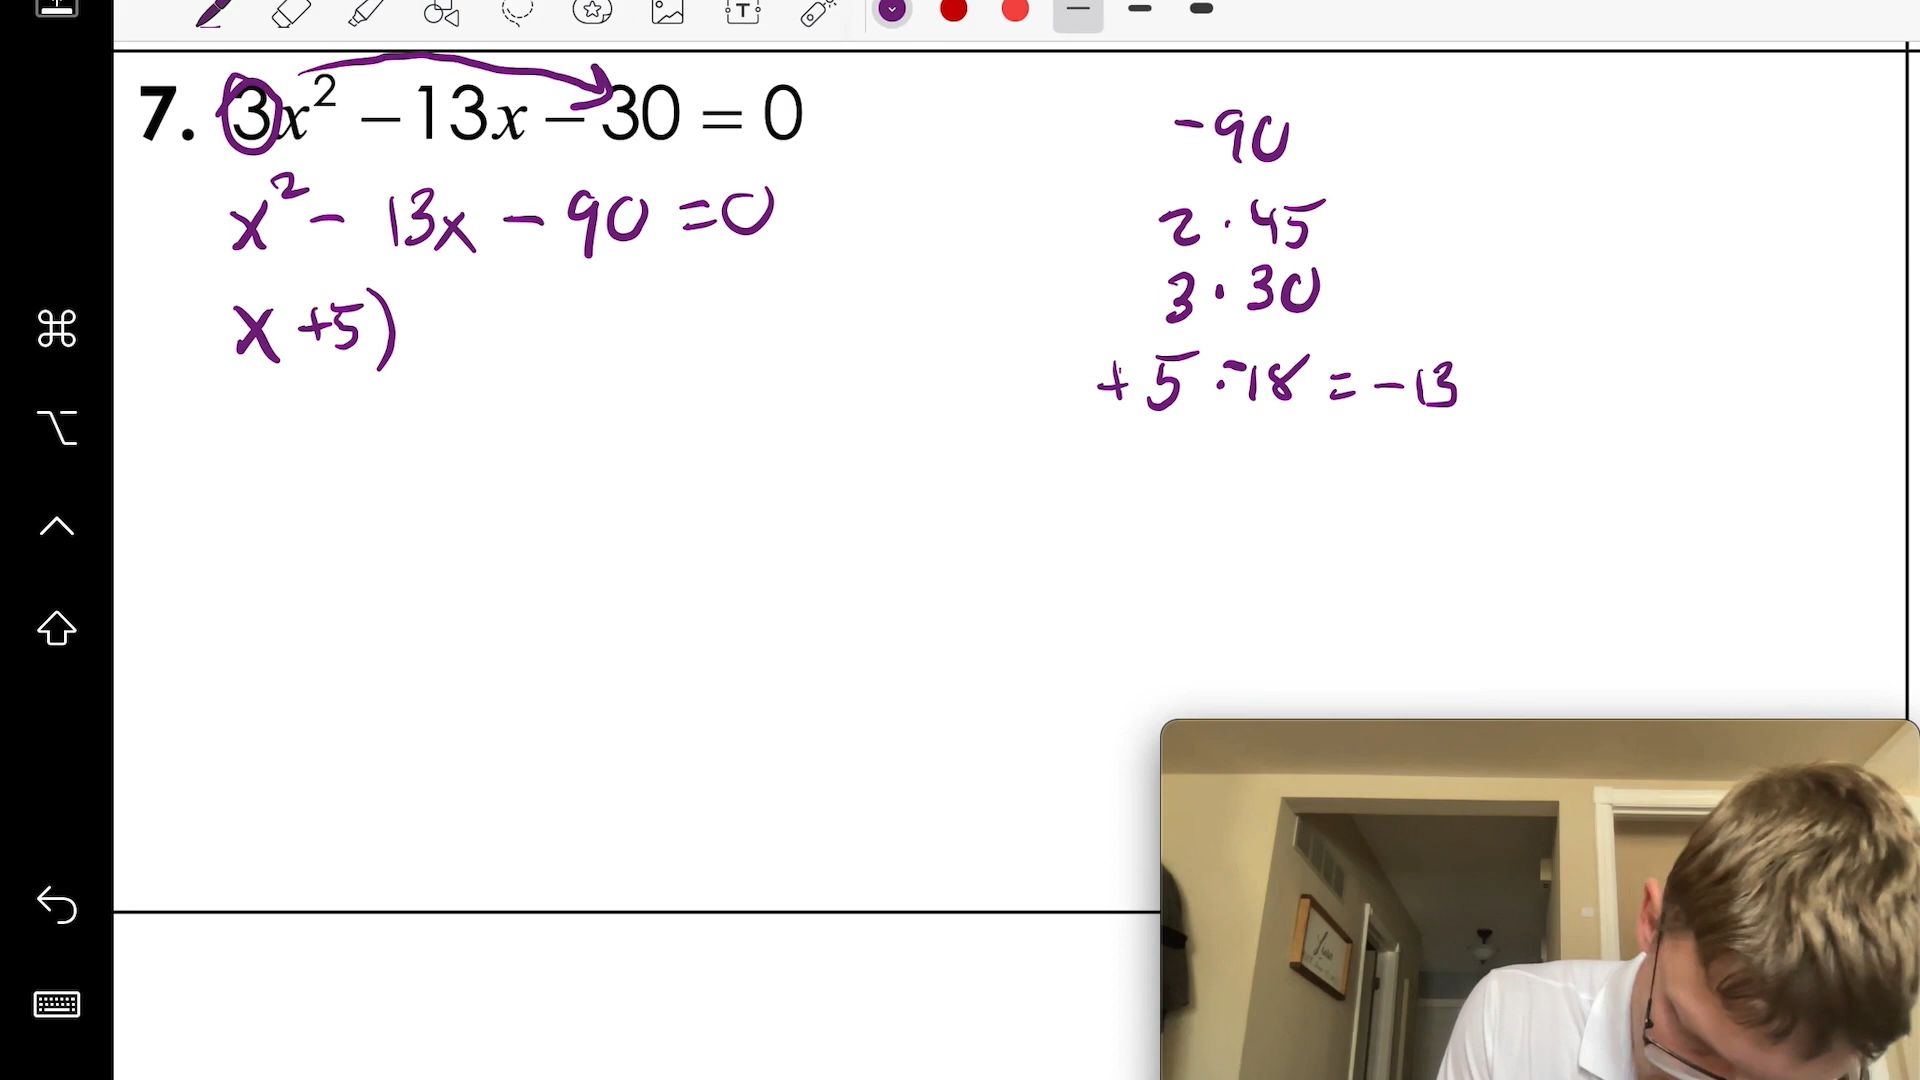 7. 3x² −13x − 30 = 0
x² − 13x − 90 = 0
x + 5)
-90
2 · 45
3 · 30
+ 5 · -18 = -13